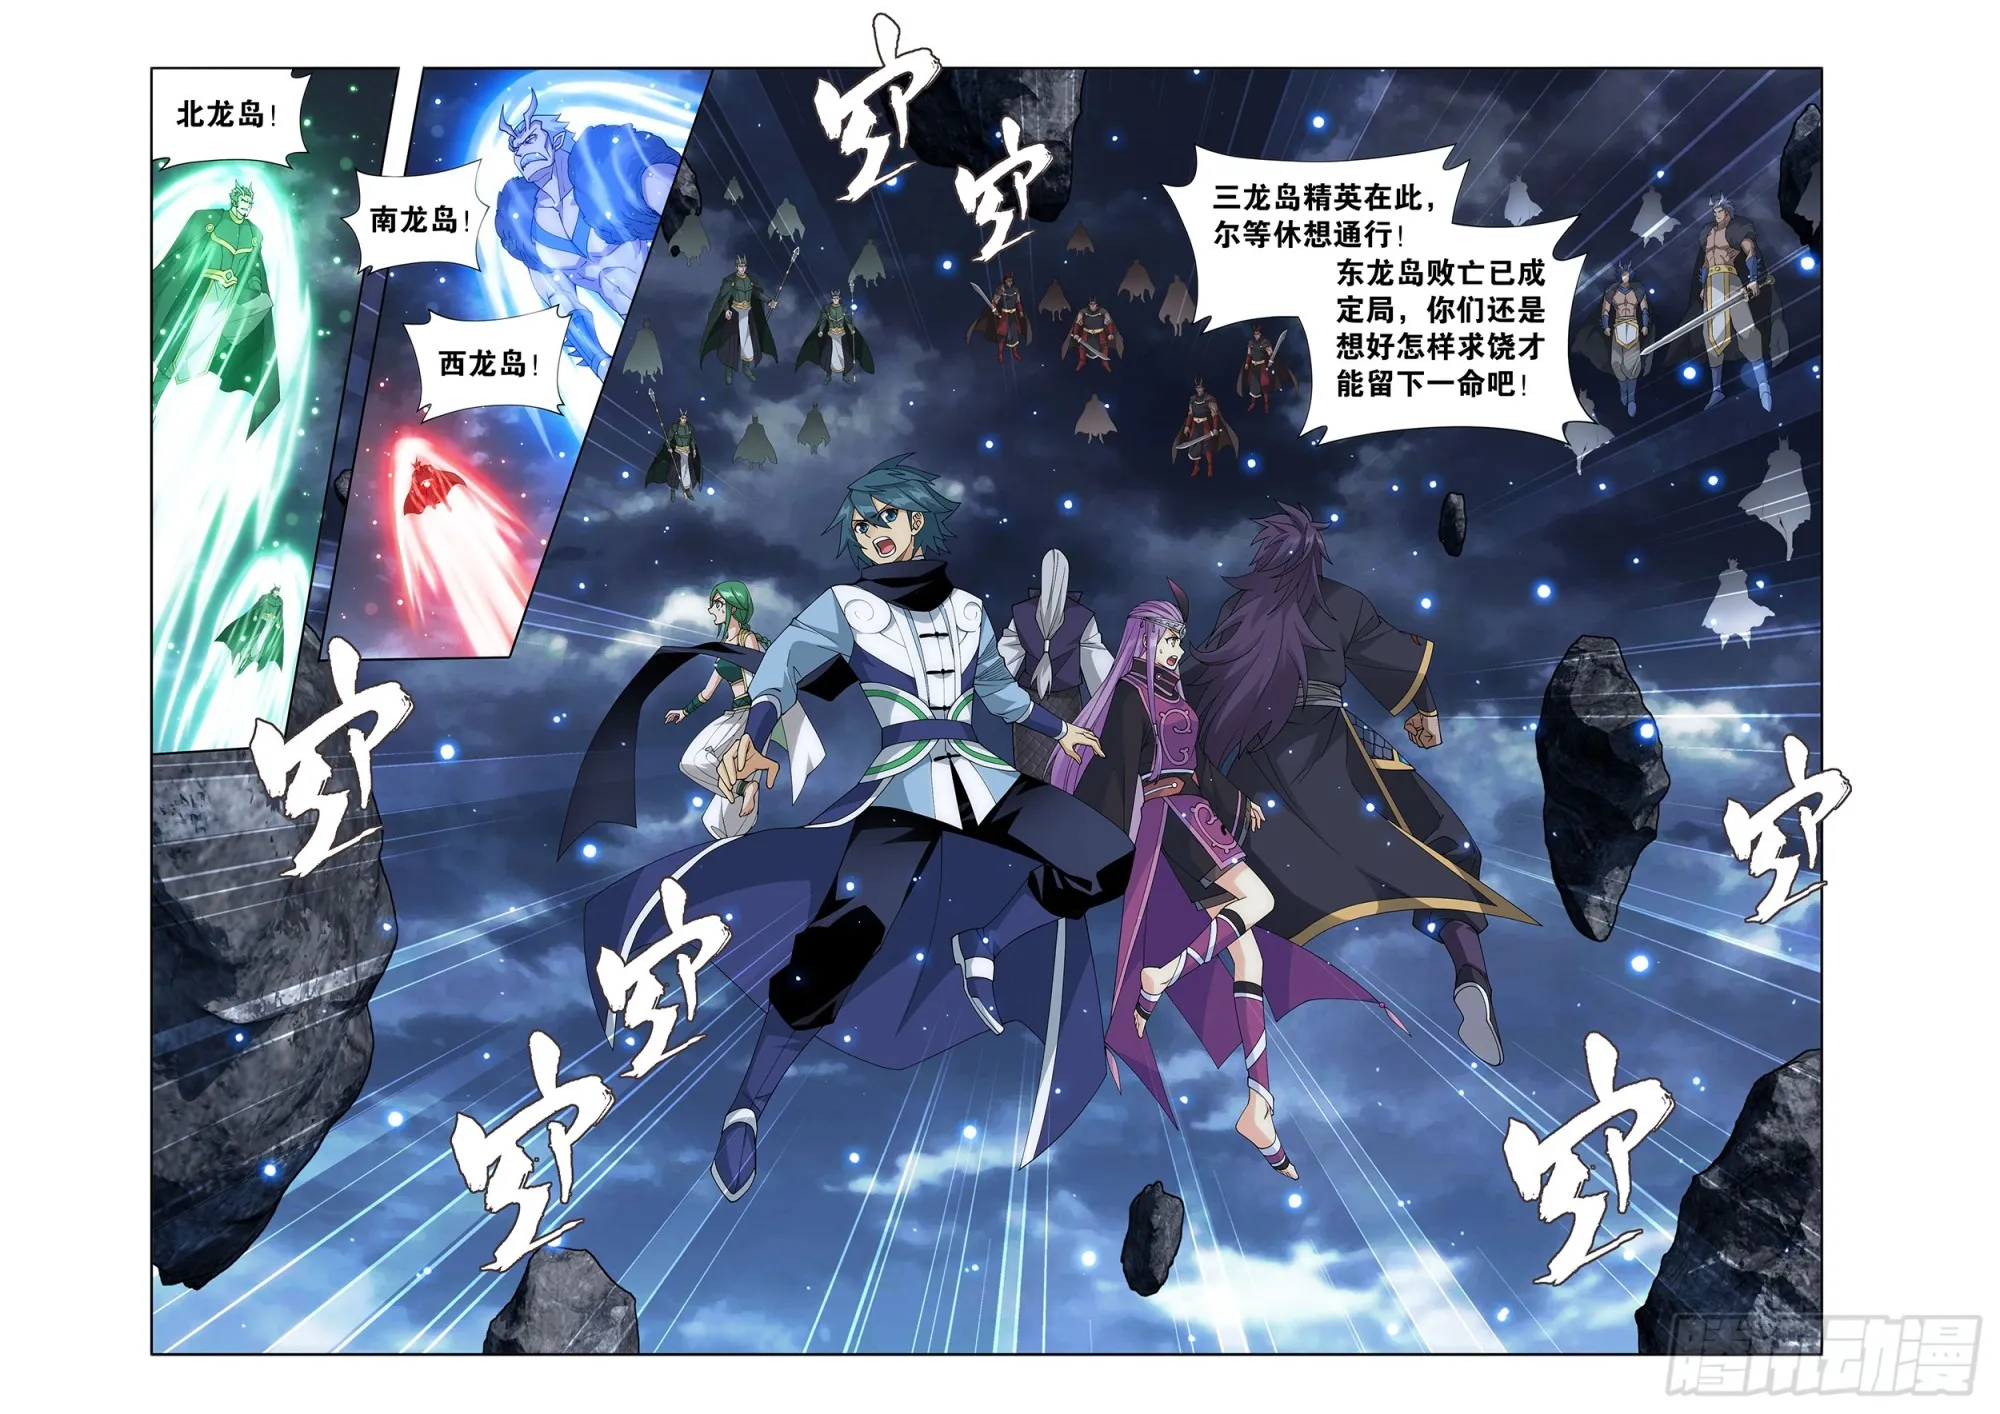 北龙岛！
南龙岛！
西龙岛！
三龙岛精英在此，
尔等休想通行！
东龙岛败亡已成
定局，你们还是
想好怎样求饶才
能留下一命吧！
空
空
空
空
空
空
空
腾讯动漫